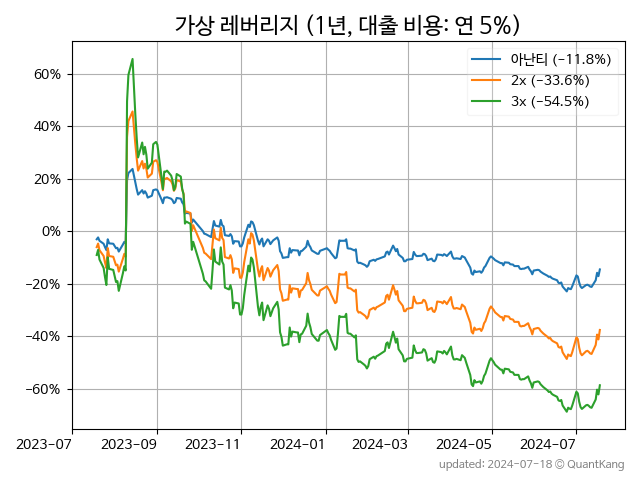 가상 레버리지 (1년, 대출 비용: 연 5%)
아난티 (−11.8%)
2x (−33.6%)
3x (−54.5%)
60%
40%
20%
0%
−20%
−40%
−60%
2023-07
2023-09
2023-11
2024-01
2024-03
2024-05
2024-07
updated: 2024-07-18 © QuantKang